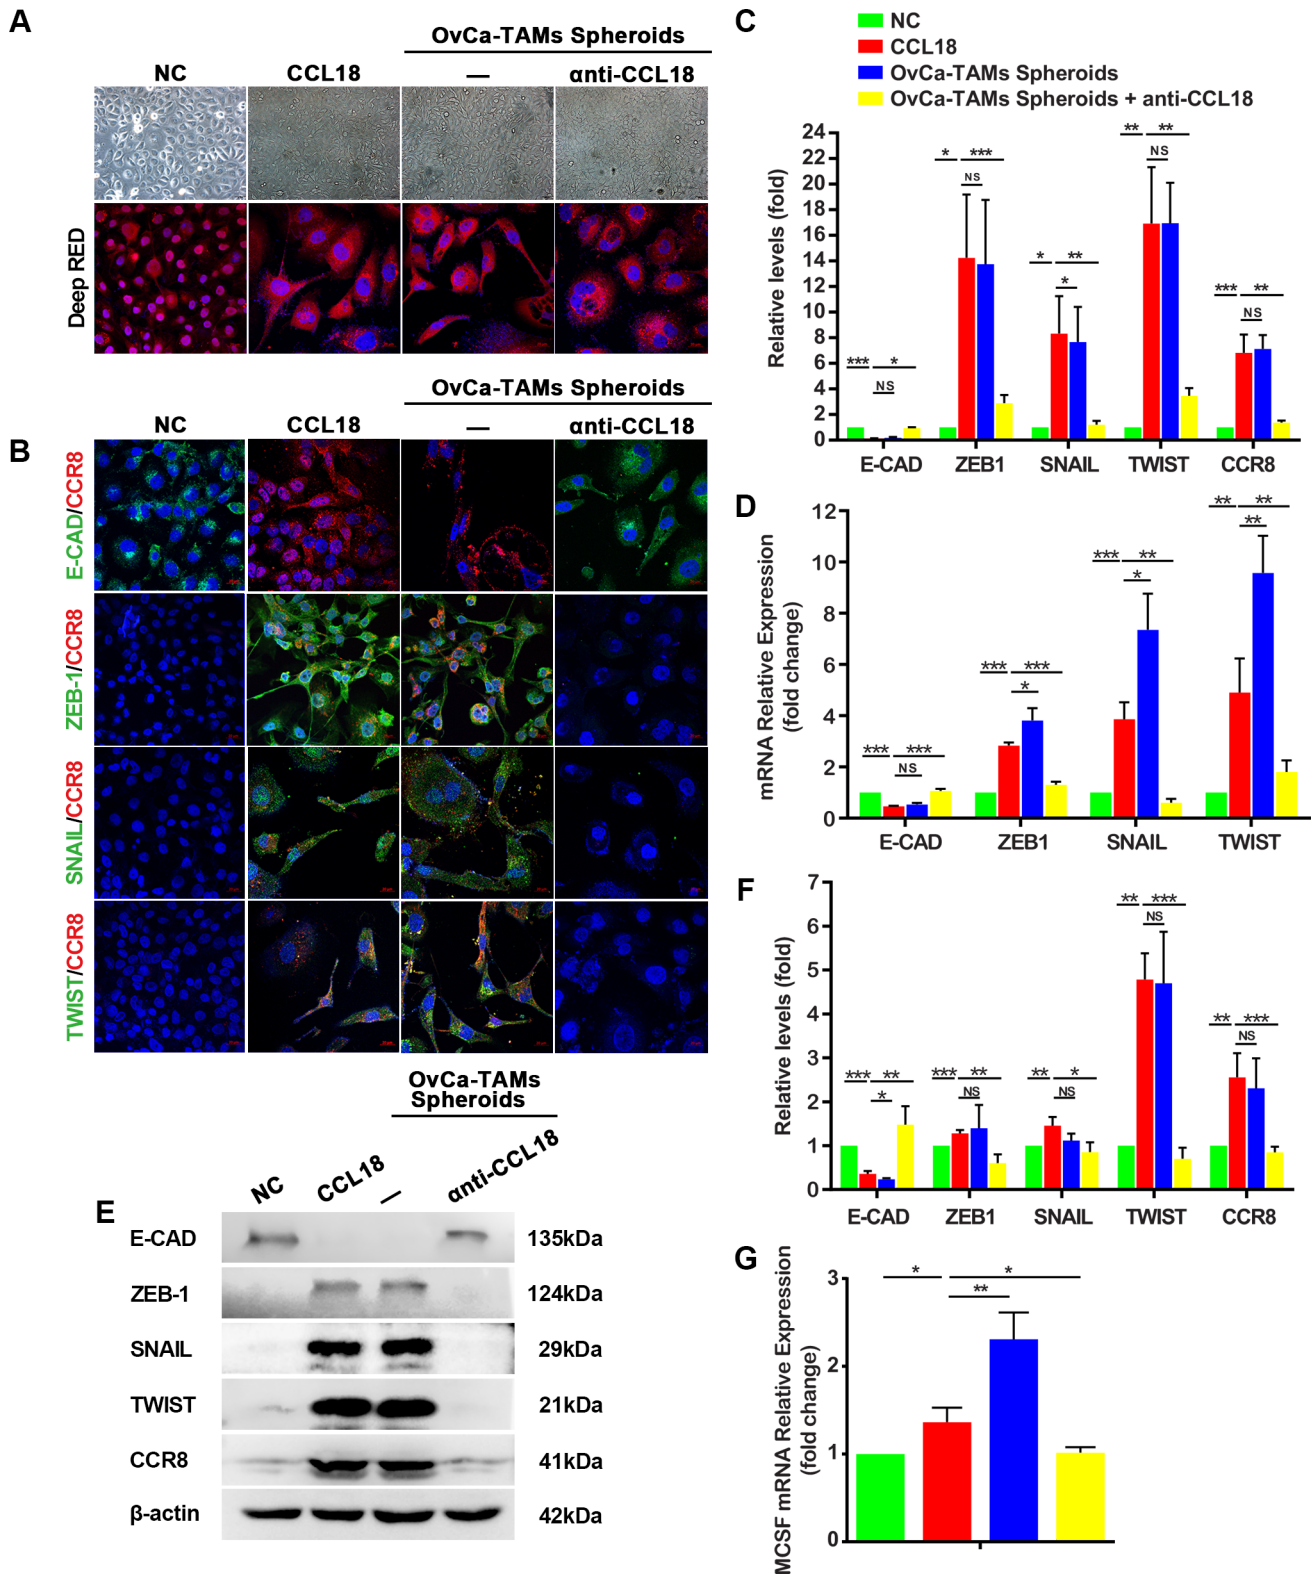 A
OvCa-TAMs Spheroids
NC
CCL18
—
αnti-CCL18
Deep RED
OvCa-TAMs Spheroids
B
NC
CCL18
—
αnti-CCL18
E-CAD/CCR8
ZEB-1/CCR8
SNAIL/CCR8
TWIST/CCR8
OvCa-TAMs
Spheroids
E
NC
CCL18
—
αnti-CCL18
E-CAD
135kDa
ZEB-1
124kDa
SNAIL
29kDa
TWIST
21kDa
CCR8
41kDa
β-actin
42kDa
C
NC
CCL18
OvCa-TAMs Spheroids
OvCa-TAMs Spheroids + anti-CCL18
Relative levels (fold)
24
22
20
18
16
14
12
10
8
6
4
2
0
*** *
NS
* ***
NS
* **
*
** **
NS
*** **
NS
E-CAD ZEB1 SNAIL TWIST CCR8
D
mRNA Relative Expression
(fold change)
12
10
8
6
4
2
0
*** ***
NS
*** ***
*
*** **
*
** **
**
E-CAD ZEB1 SNAIL TWIST
F
Relative levels (fold)
7
6
5
4
3
2
1
0
*** **
*
*** **
NS
** *
NS
** ***
NS
** ***
NS
E-CAD ZEB1 SNAIL TWIST CCR8
G
MCSF mRNA Relative Expression
(fold change)
3
2
1
0
* *
**